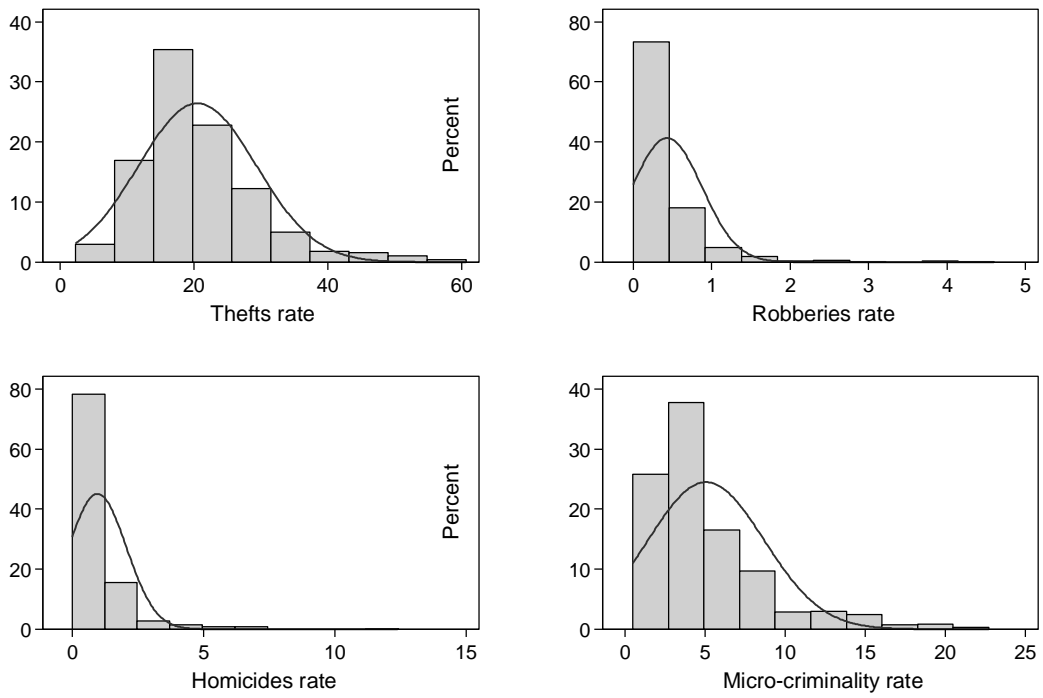 40
30
20
10
0
0 20 40 60
Thefts rate
Percent
80
60
40
20
0
0 1 2 3 4 5
Robberies rate
80
60
40
20
0
0 5 10 15
Homicides rate
Percent
40
30
20
10
0
0 5 10 15 20 25
Micro-criminality rate